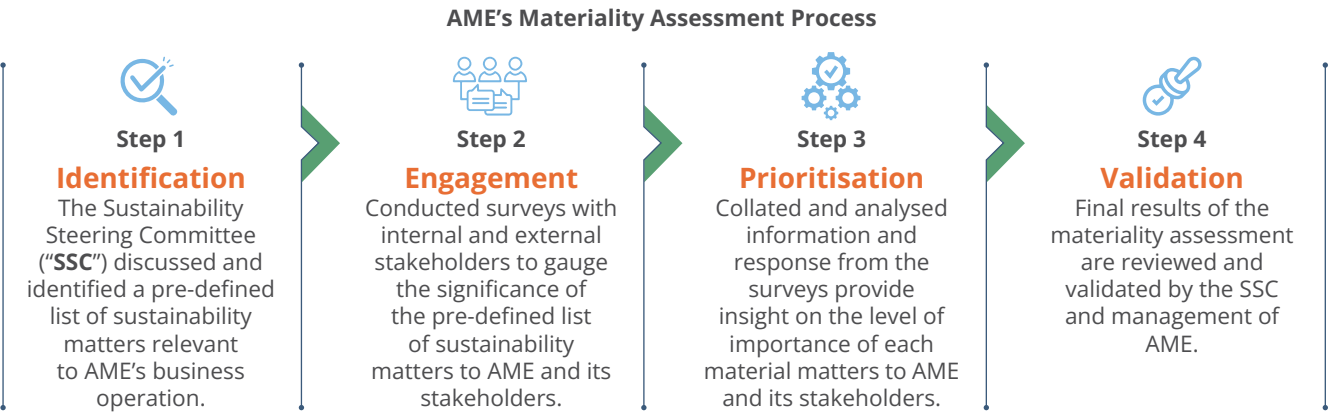 AME’s Materiality Assessment Process
Step 1
Identification
The Sustainability
Steering Committee
(“SSC”) discussed and
identified a pre-defined
list of sustainability
matters relevant
to AME’s business
operation.
Step 2
Engagement
Conducted surveys with
internal and external
stakeholders to gauge
the significance of
the pre-defined list
of sustainability
matters to AME and its
stakeholders.
Step 3
Prioritisation
Collated and analysed
information and
response from the
surveys provide
insight on the level of
importance of each
material matters to AME
and its stakeholders.
Step 4
Validation
Final results of the
materiality assessment
are reviewed and
validated by the SSC
and management of
AME.